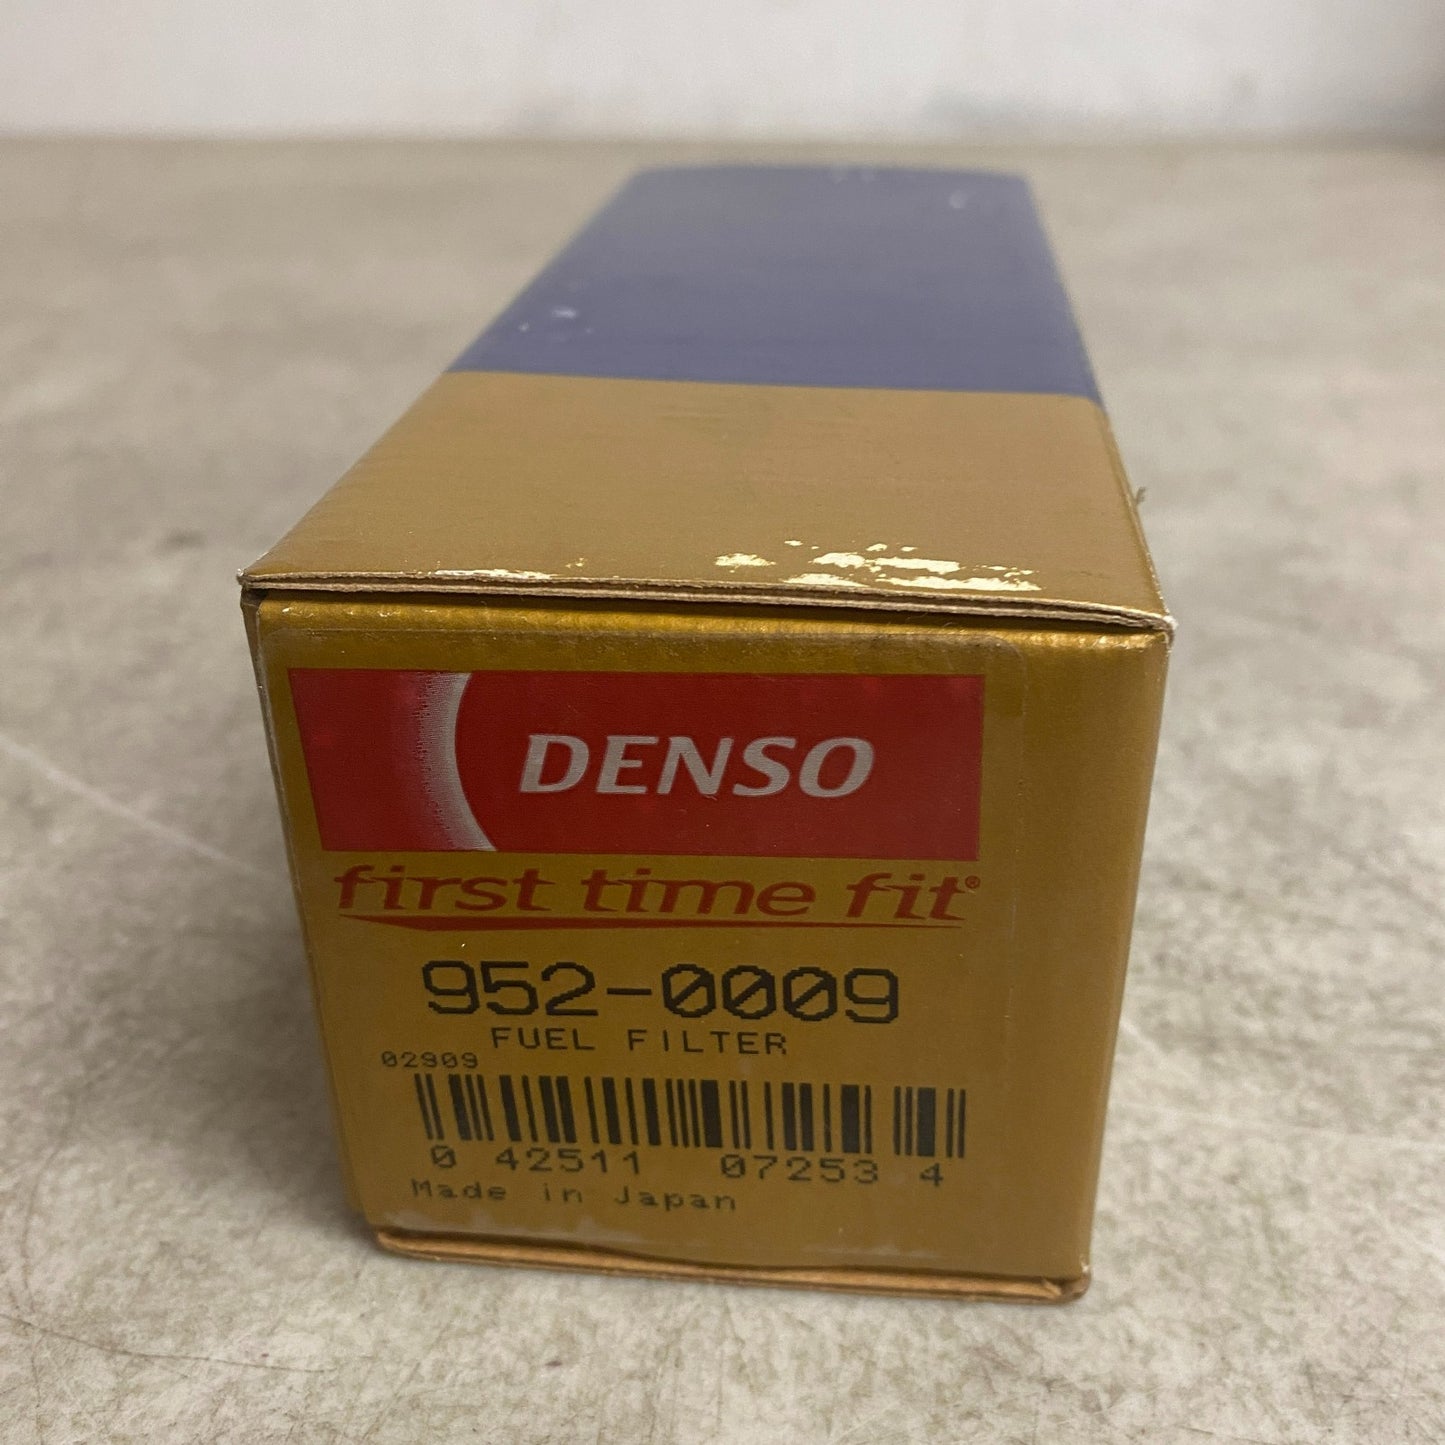 DENSO
first time fit®
952-0009
FUEL FILTER
02909
0 42511 07253 4
Made in Japan